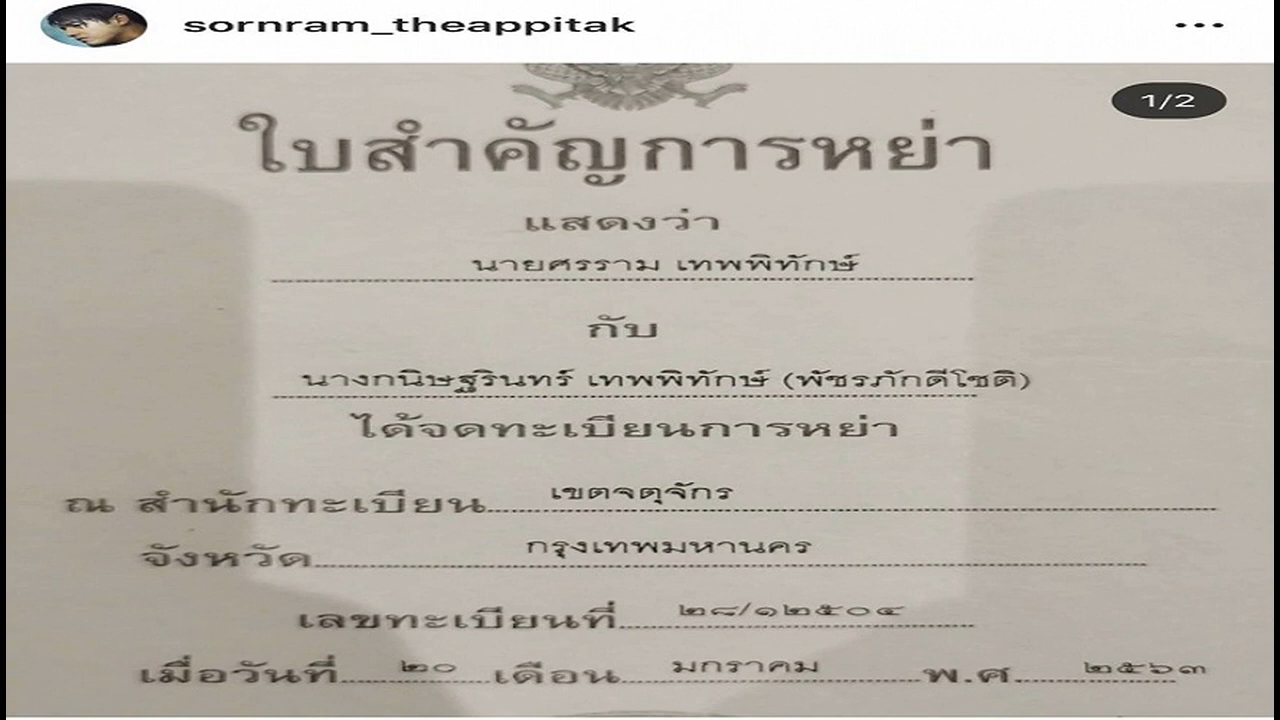 sornram_theappitak
1/2
ใบสำคัญการหย่า
แสดงว่า
นายศรราม เทพพิทักษ์
กับ
นางกนิษฐรินทร์ เทพพิทักษ์ (พัชรภักดีโชติ)
ได้จดทะเบียนการหย่า
ณ สำนักทะเบียน เขตจตุจักร
จังหวัด กรุงเทพมหานคร
เลขทะเบียนที่ ๒๘/๑๒๕๐๔
เมื่อวันที่ ๒๐ เดือน มกราคม พ.ศ. ๒๕๖๓